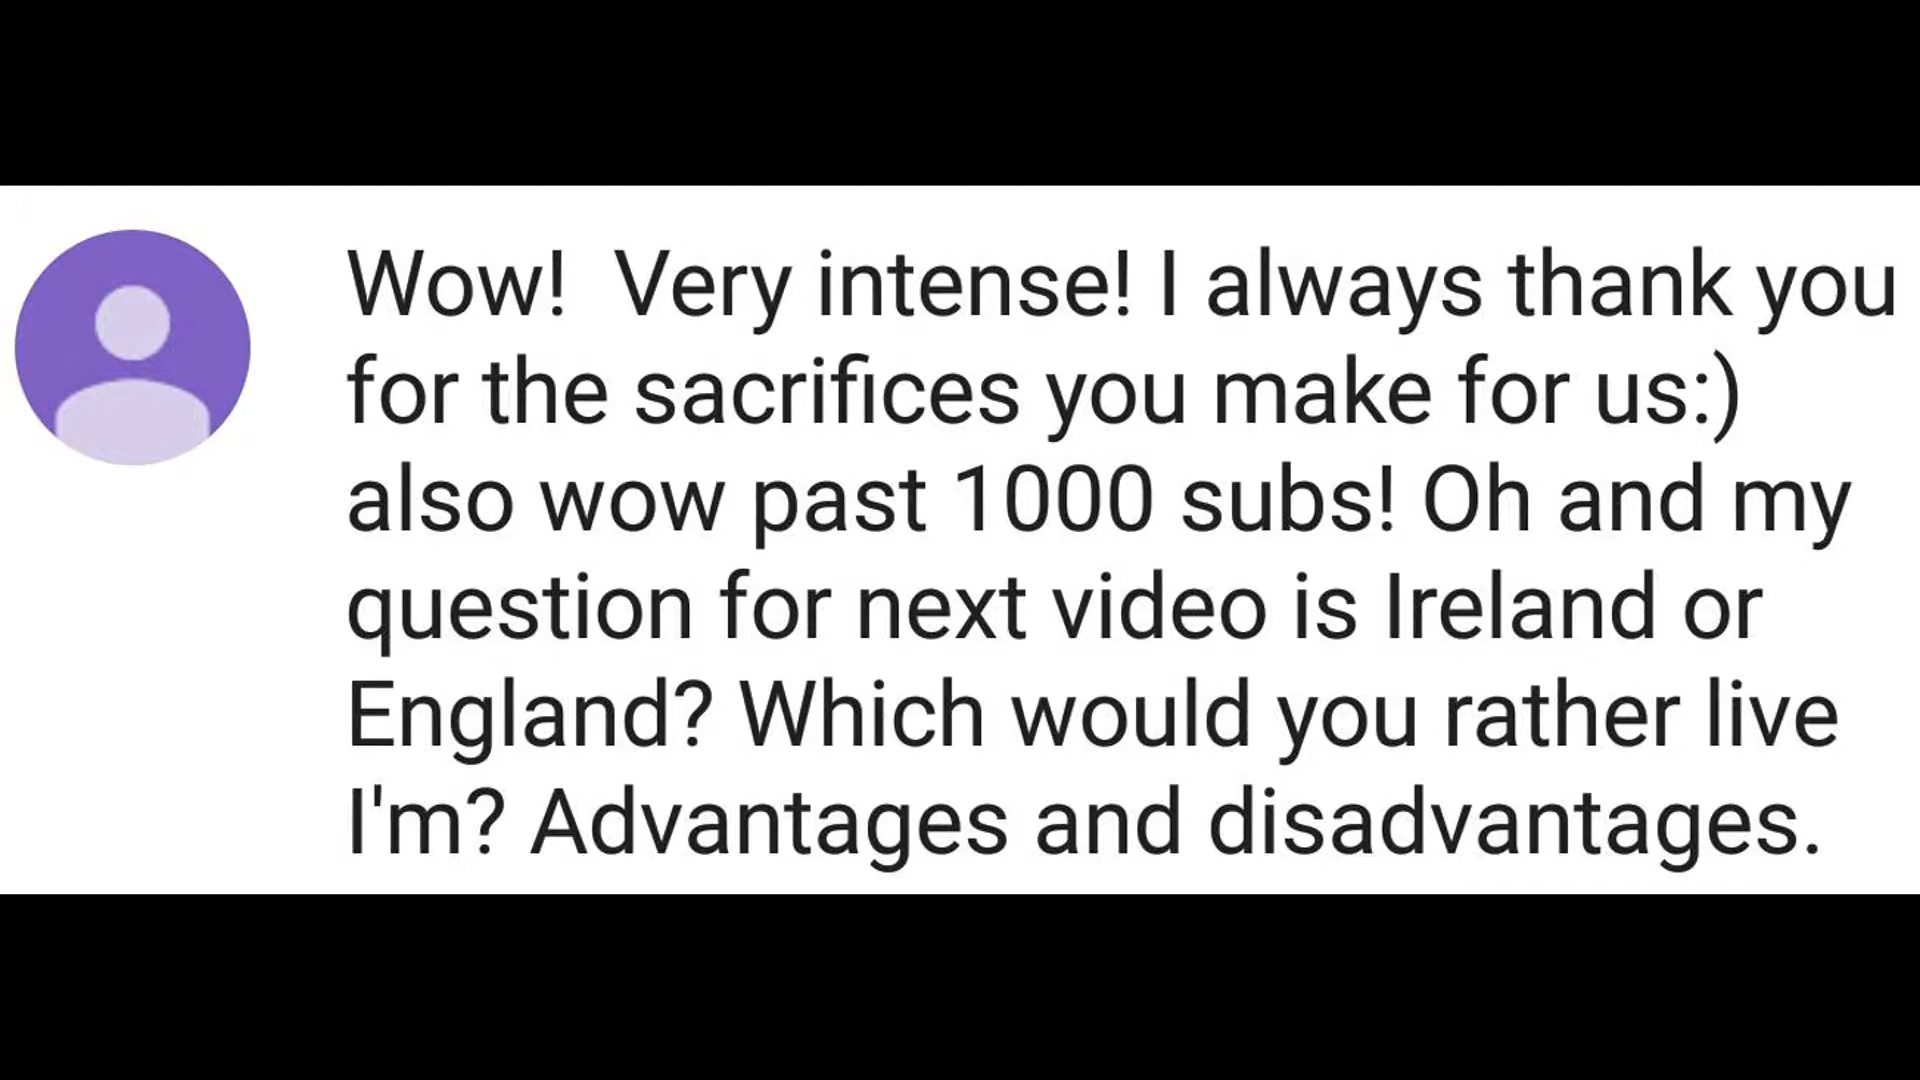 Wow!  Very intense! I always thank you
for the sacrifices you make for us:)
also wow past 1000 subs! Oh and my
question for next video is Ireland or
England? Which would you rather live
I'm? Advantages and disadvantages.